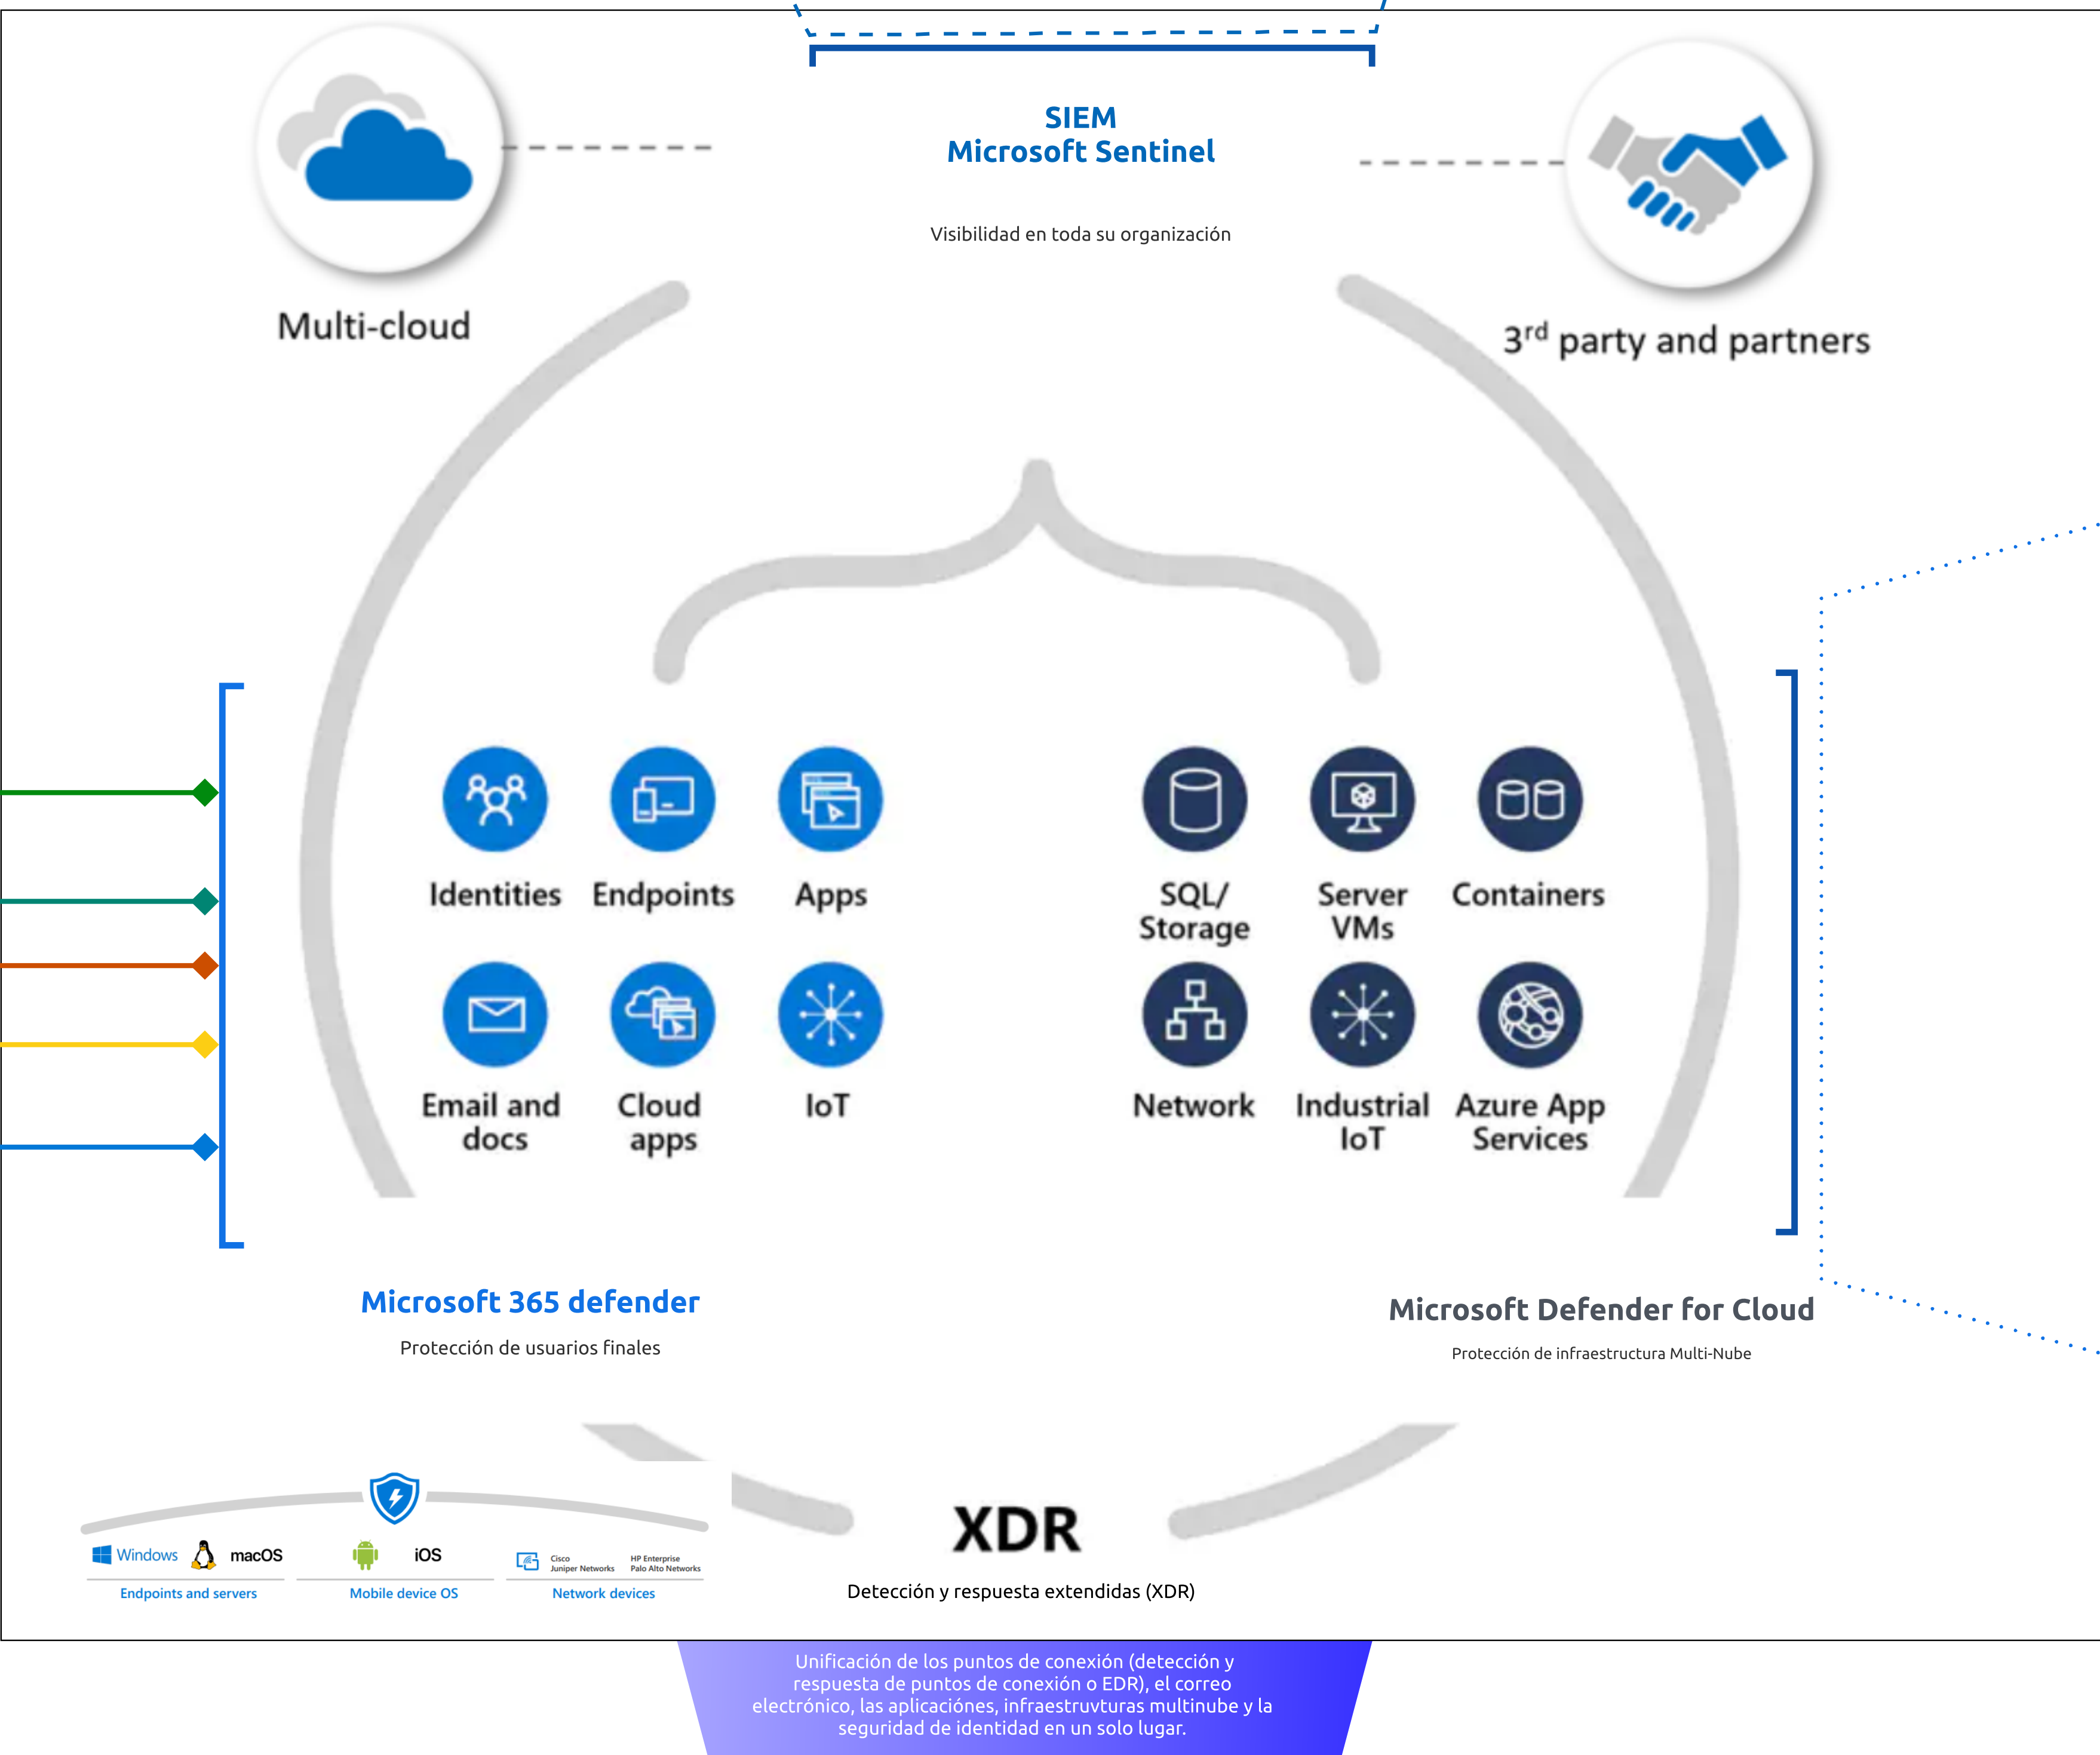 SIEM
Microsoft Sentinel
Visibilidad en toda su organización
Multi-cloud
3rd party and partners
Identities
Endpoints
Apps
SQL/
Storage
Server
VMs
Containers
Email and
docs
Cloud
apps
IoT
Network
Industrial
IoT
Azure App
Services
Microsoft 365 defender
Protección de usuarios finales
Microsoft Defender for Cloud
Protección de infraestructura Multi-Nube
Windows
macOS
Endpoints and servers
iOS
Mobile device OS
Cisco
Juniper Networks
HP Enterprise
Palo Alto Networks
Network devices
XDR
Detección y respuesta extendidas (XDR)
Unificación de los puntos de conexión (detección y
respuesta de puntos de conexión o EDR), el correo
electrónico, las aplicaciónes, infraestruvturas multinube y la
seguridad de identidad en un solo lugar.